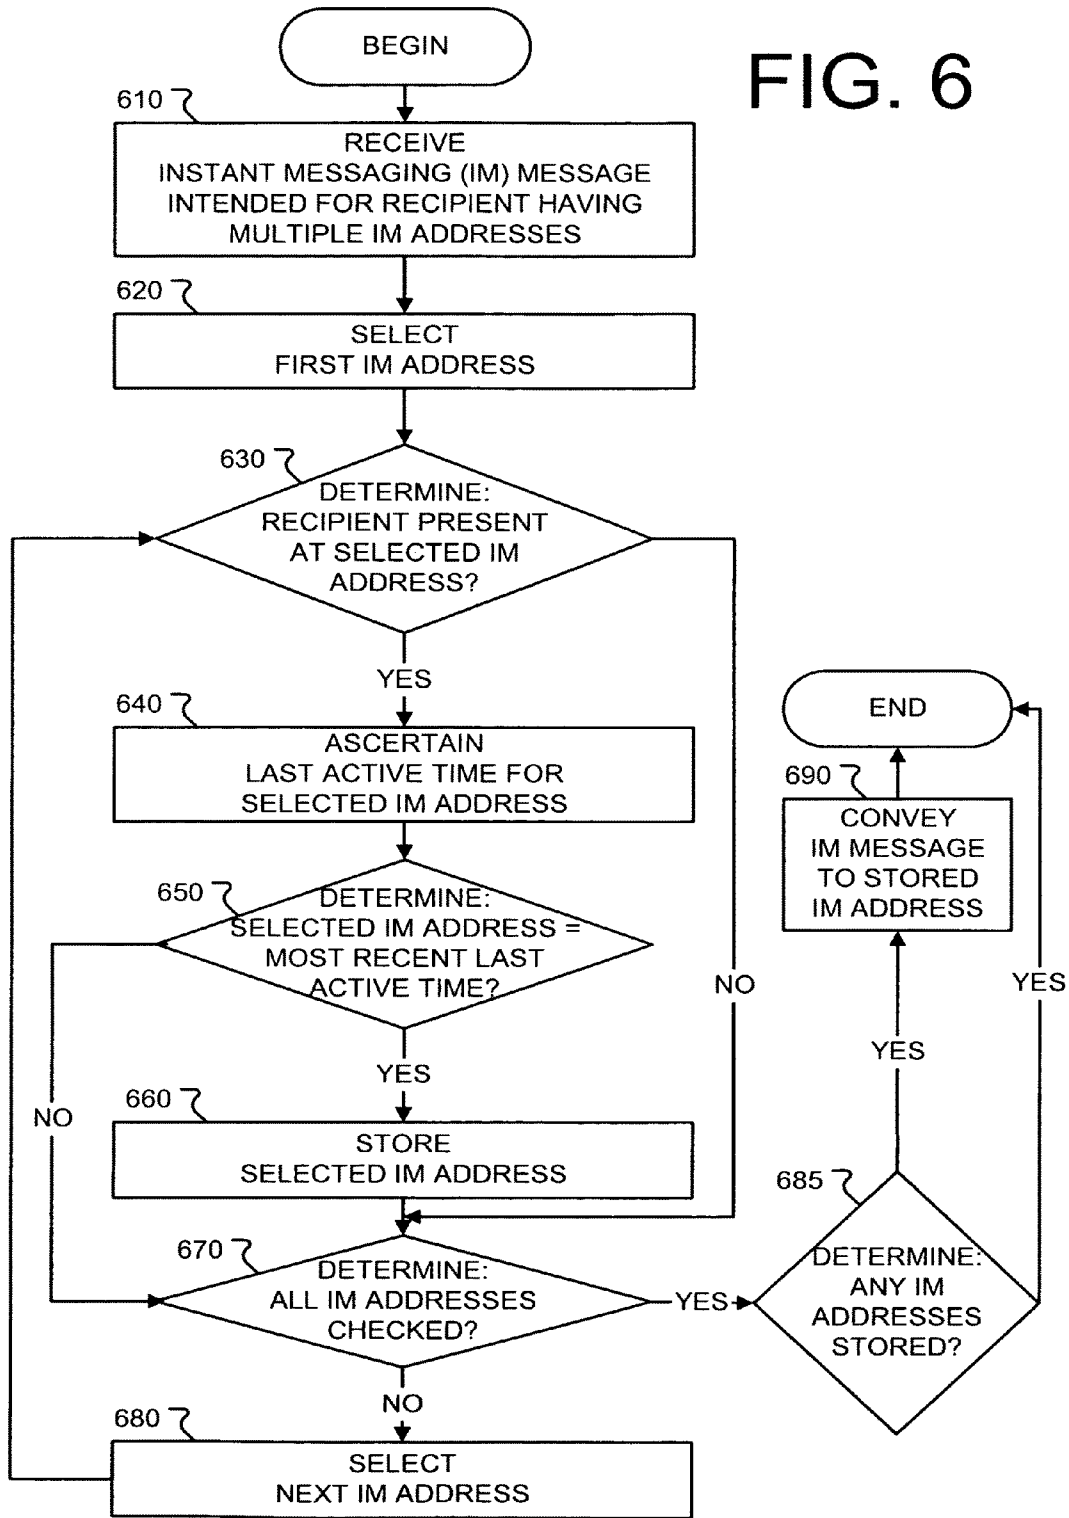 BEGIN
FIG. 6
610
RECEIVE
INSTANT MESSAGING (IM) MESSAGE
INTENDED FOR RECIPIENT HAVING
MULTIPLE IM ADDRESSES
620
SELECT
FIRST IM ADDRESS
630
DETERMINE:
RECIPIENT PRESENT
AT SELECTED IM
ADDRESS?
YES
640
ASCERTAIN
LAST ACTIVE TIME FOR
SELECTED IM ADDRESS
650
DETERMINE:
SELECTED IM ADDRESS =
MOST RECENT LAST
ACTIVE TIME?
NO
YES
NO
660
STORE
SELECTED IM ADDRESS
670
DETERMINE:
ALL IM ADDRESSES
CHECKED?
YES
NO
680
SELECT
NEXT IM ADDRESS
685
DETERMINE:
ANY IM
ADDRESSES
STORED?
YES
YES
690
CONVEY
IM MESSAGE
TO STORED
IM ADDRESS
END